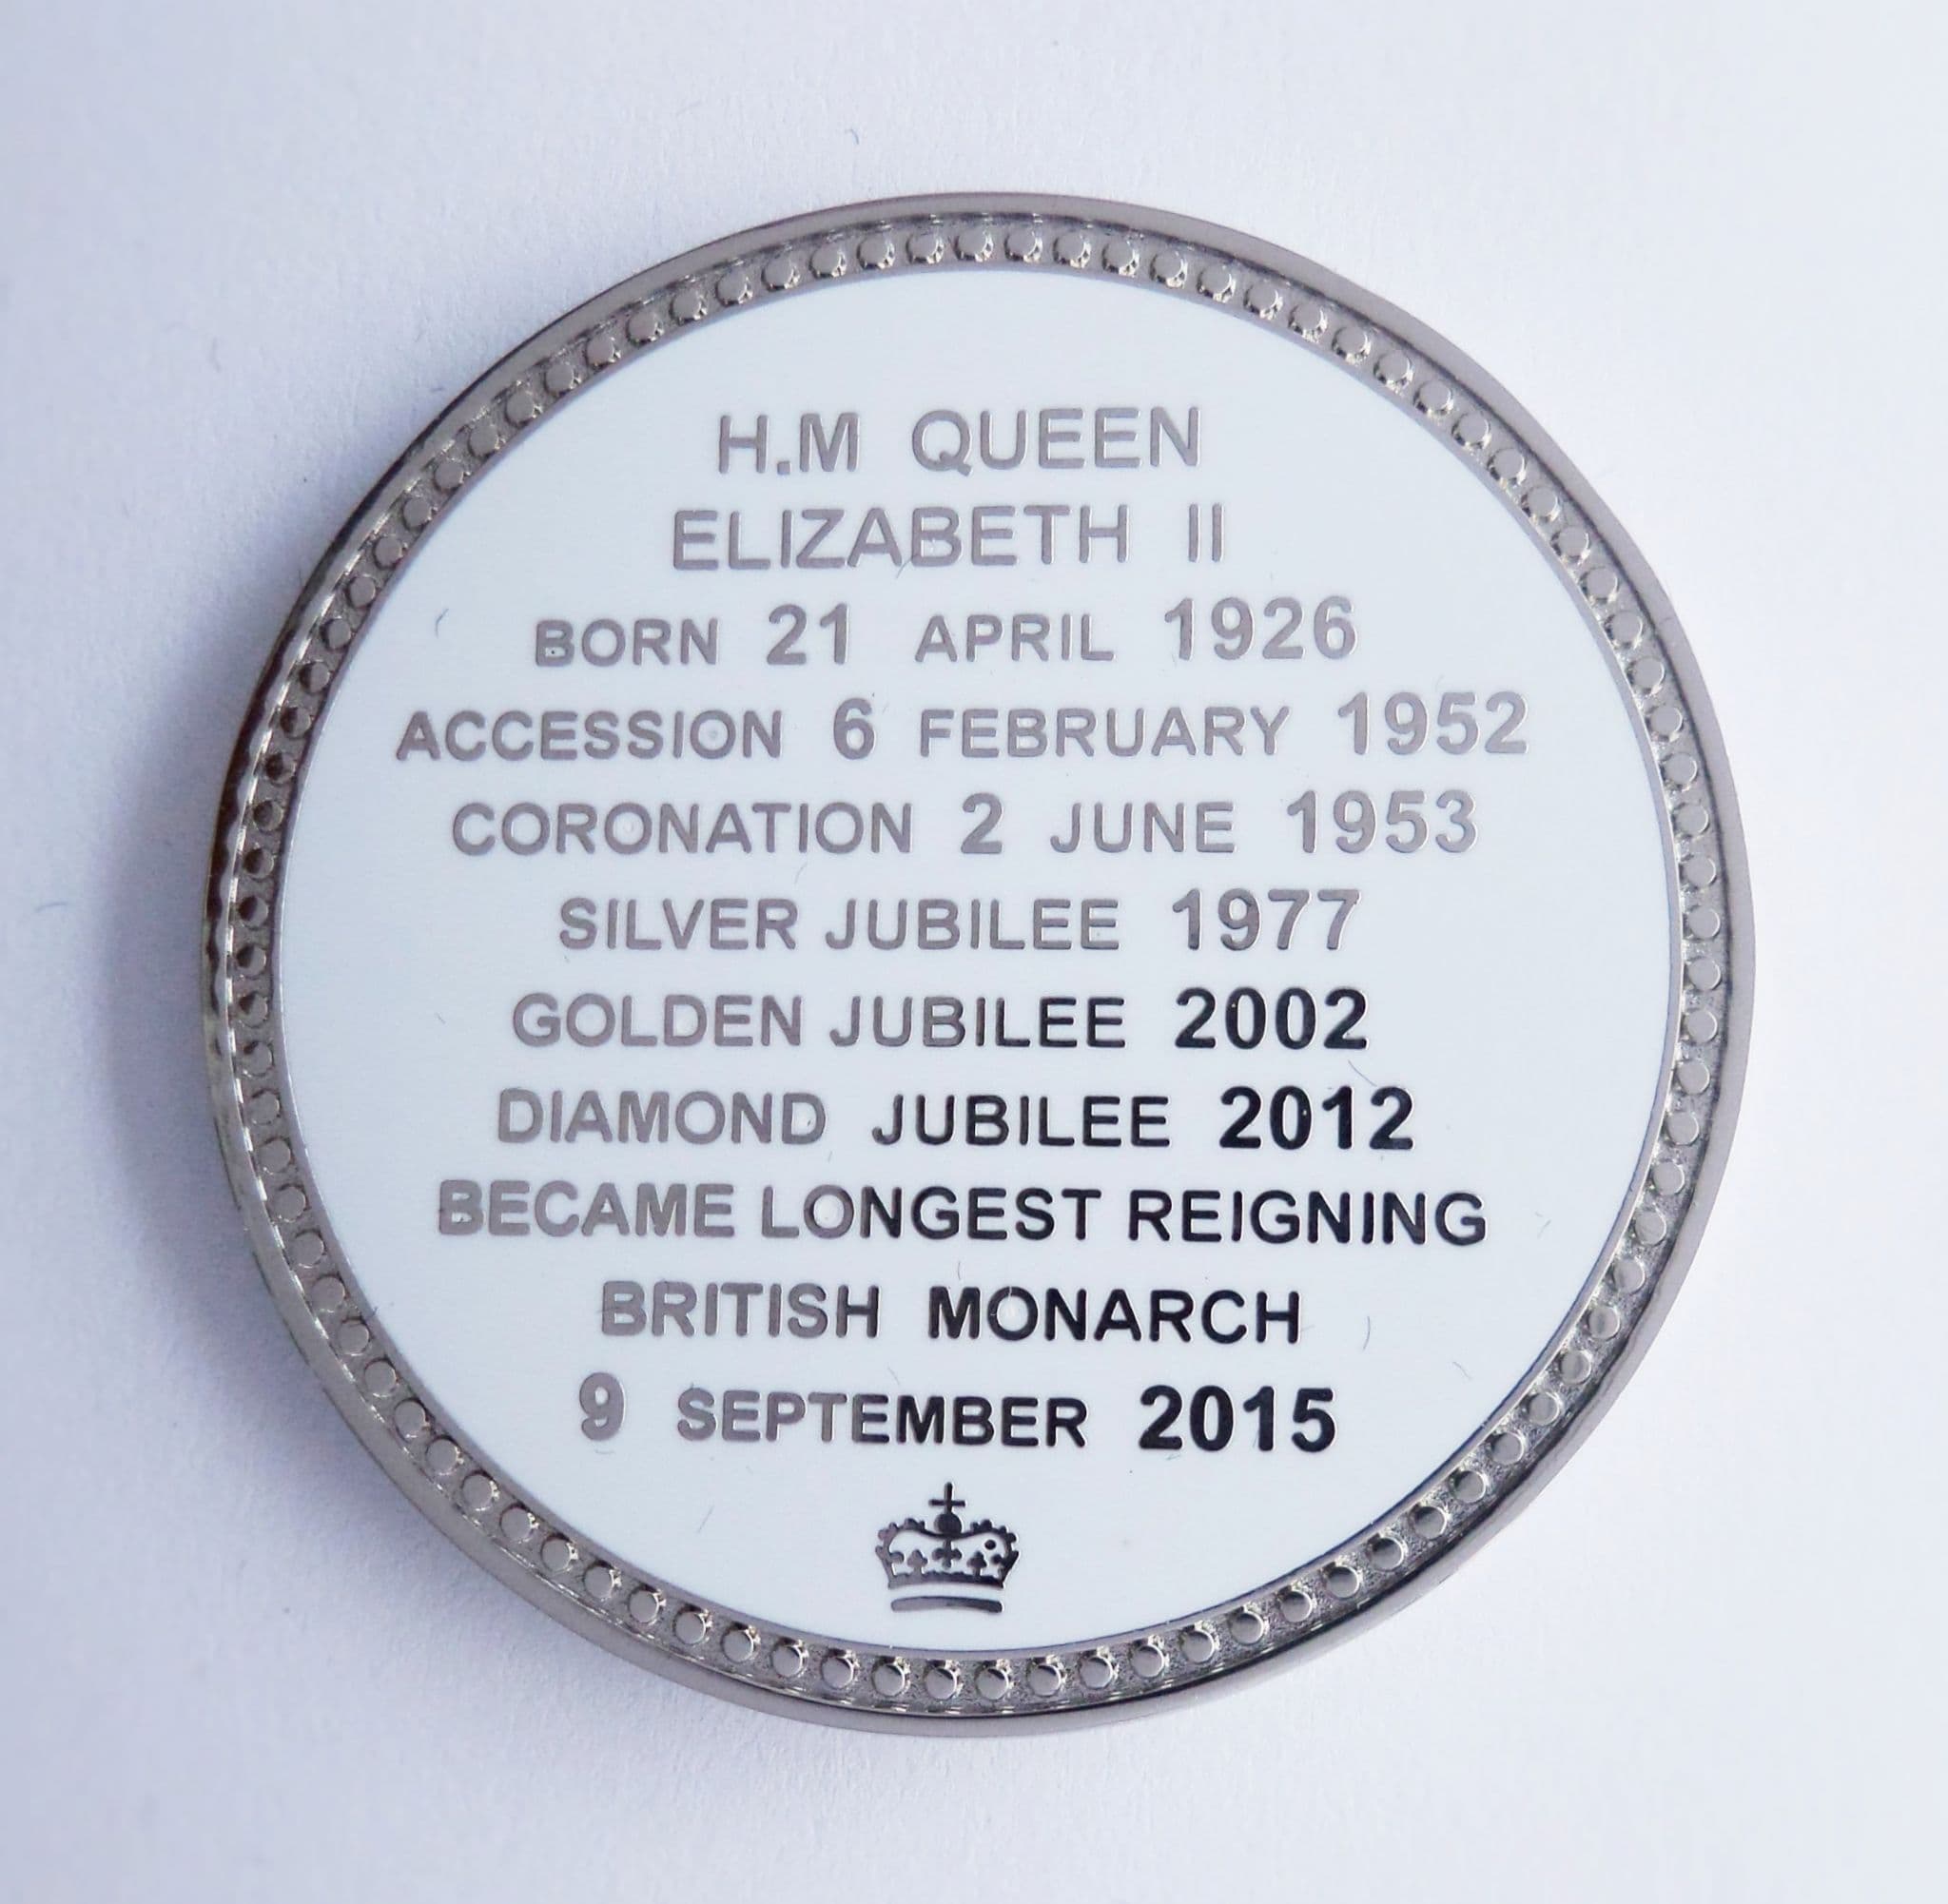 H.M QUEEN
ELIZABETH II
BORN 21 APRIL 1926
ACCESSION 6 FEBRUARY 1952
CORONATION 2 JUNE 1953
SILVER JUBILEE 1977
GOLDEN JUBILEE 2002
DIAMOND JUBILEE 2012
BECAME LONGEST REIGNING
BRITISH MONARCH
9 SEPTEMBER 2015